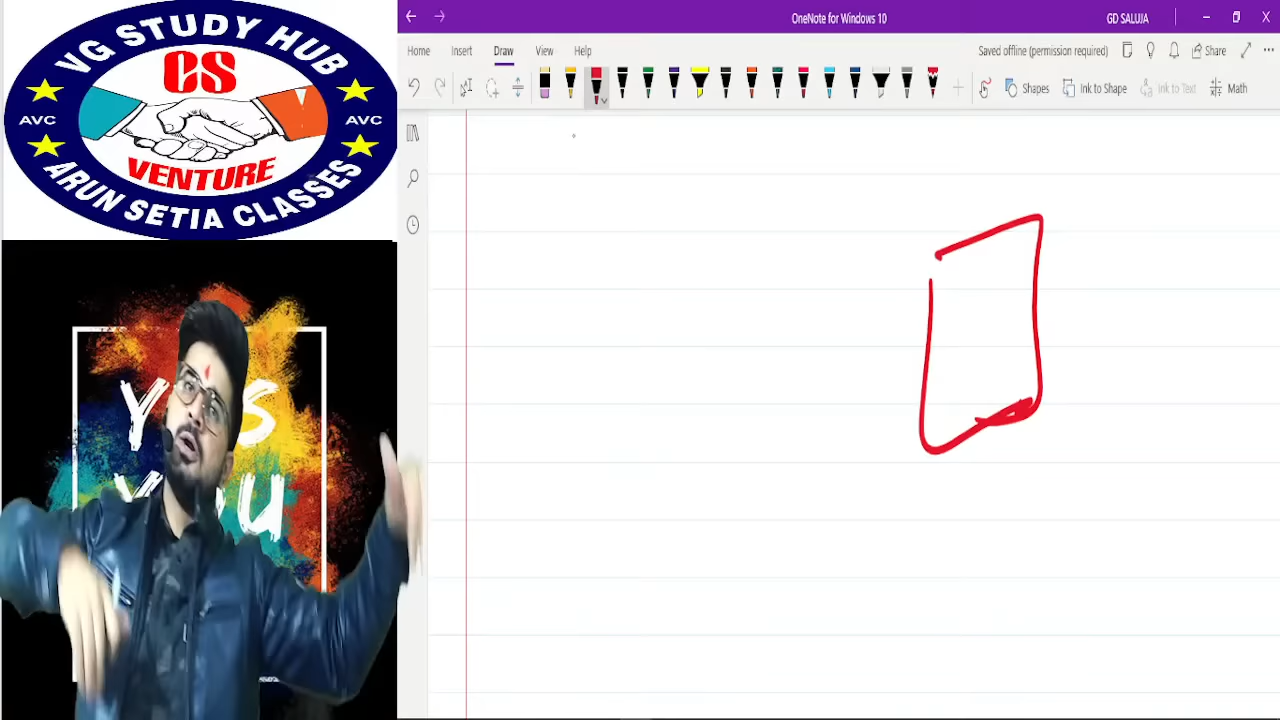 VG STUDY HUB
CS
AVC
AVC
VENTURE
ARUN SETIA CLASSES
OneNote for Windows 10
GD SALUJA
Home
Insert
Draw
View
Help
Saved offline (permission required)
Share
Shapes
Ink to Shape
Ink to Text
Math